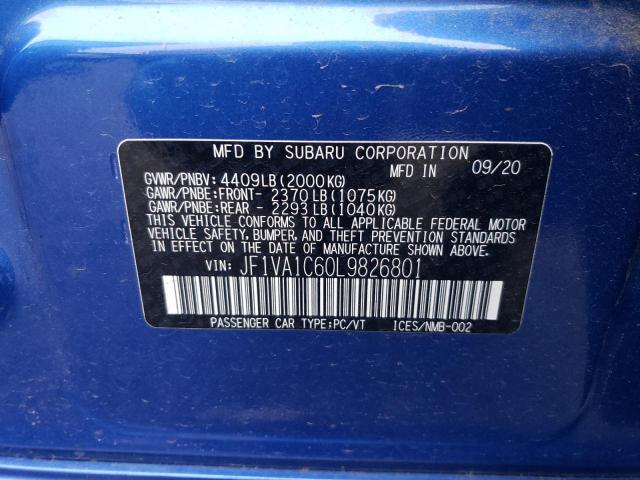 MFD BY SUBARU CORPORATION
MFD IN 09/20
GVWR/PNBV: 4409LB(2000KG)
GAWR/PNBE:FRONT- 2370LB(1075KG)
GAWR/PNBE:REAR - 2293LB(1040KG)
THIS VEHICLE CONFORMS TO ALL APPLICABLE FEDERAL MOTOR
VEHICLE SAFETY, BUMPER, AND THEFT PREVENTION STANDARDS
IN EFFECT ON THE DATE OF MANUFACTURE SHOWN ABOVE.
VIN: JF1VA1C60L9826801
PASSENGER CAR TYPE:PC/VT ICES/NMB-002